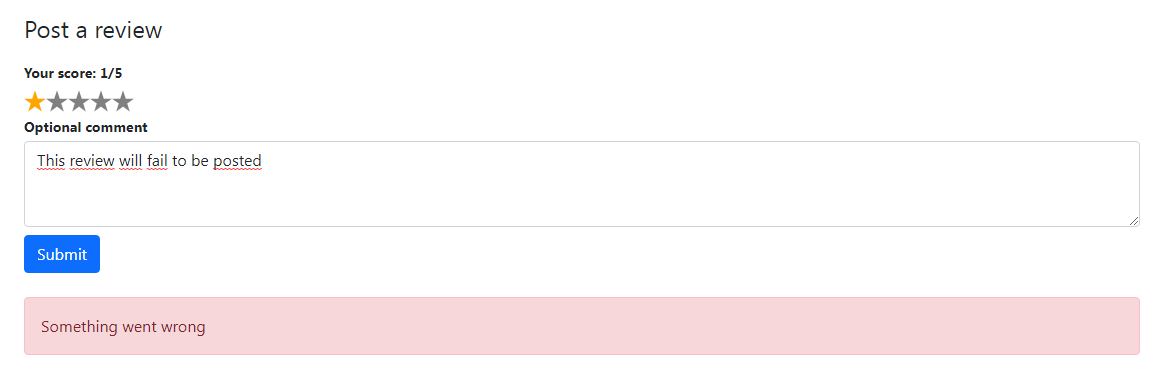 Post a review
Your score: 1/5
Optional comment
This review will fail to be posted
Submit
Something went wrong